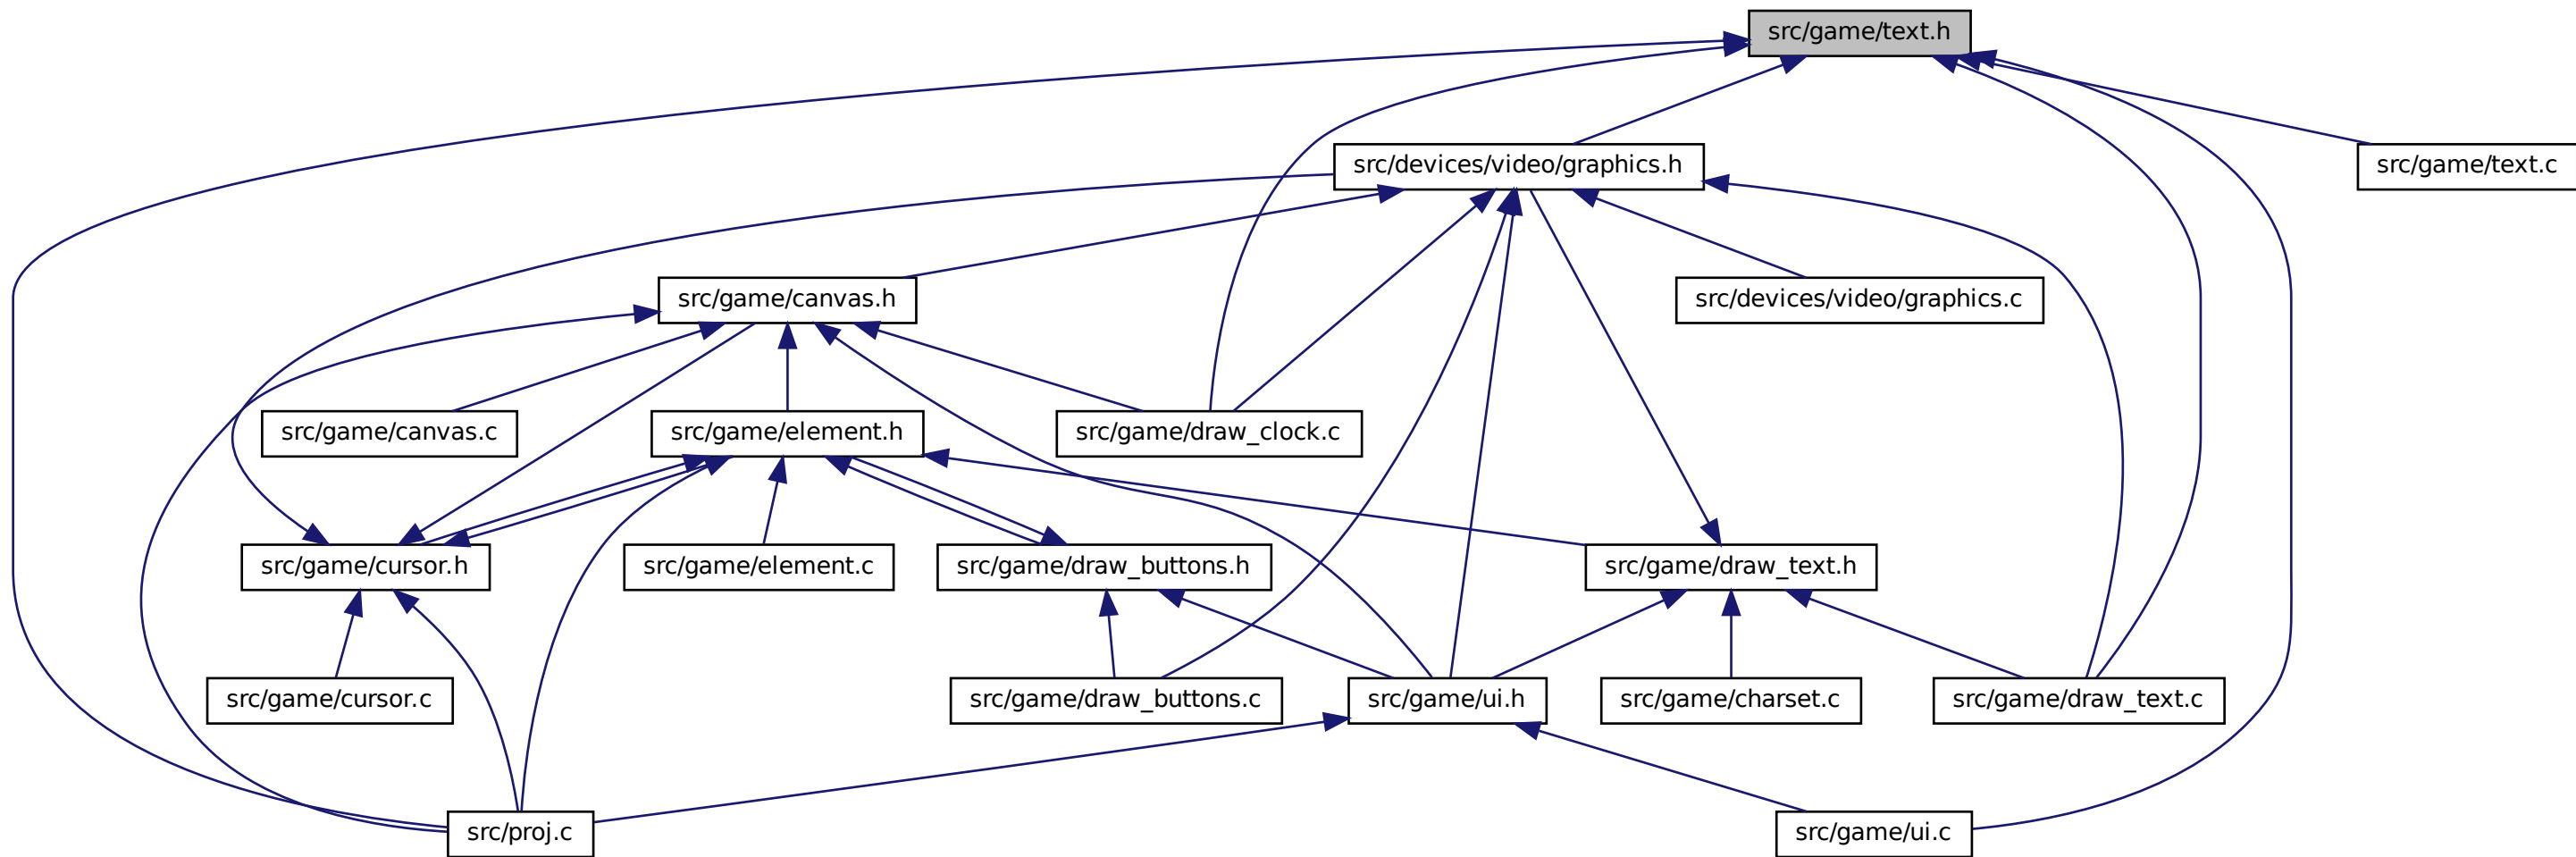 src/game/text.h
src/devices/video/graphics.h
src/game/text.c
src/game/canvas.h
src/devices/video/graphics.c
src/game/canvas.c
src/game/element.h
src/game/draw_clock.c
src/game/cursor.h
src/game/element.c
src/game/draw_buttons.h
src/game/draw_text.h
src/game/cursor.c
src/game/draw_buttons.c
src/game/ui.h
src/game/charset.c
src/game/draw_text.c
src/proj.c
src/game/ui.c